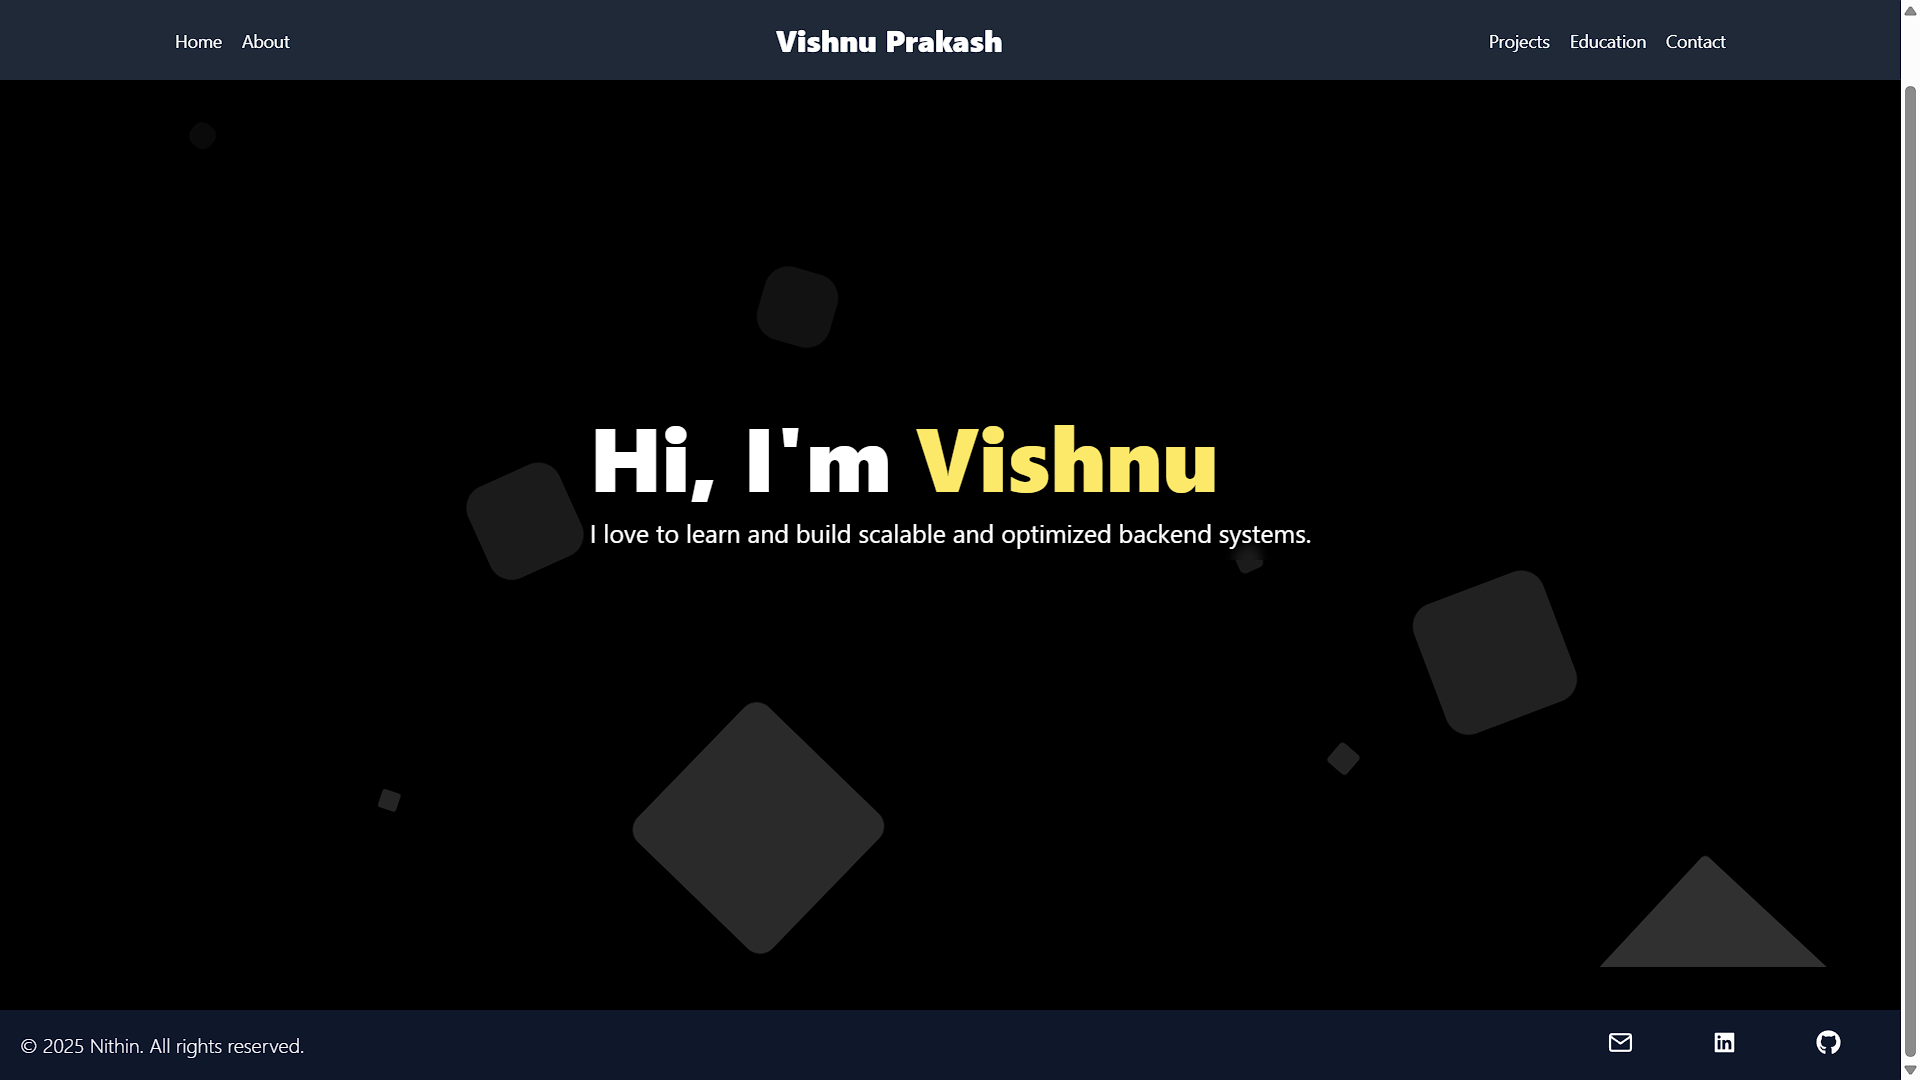 Home About Vishnu Prakash Projects Education Contact
Hi, I'm Vishnu
I love to learn and build scalable and optimized backend systems.
© 2025 Nithin. All rights reserved.